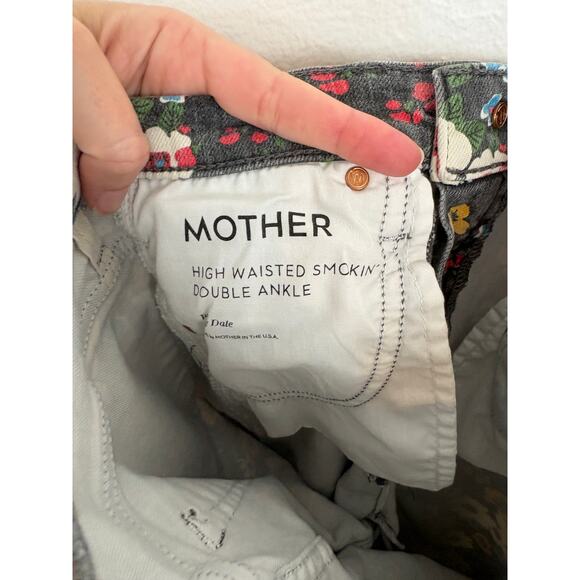 MOTHER
HIGH WAISTED SMOKIN'
DOUBLE ANKLE
Dale
MOTHER IN THE U.S.A.